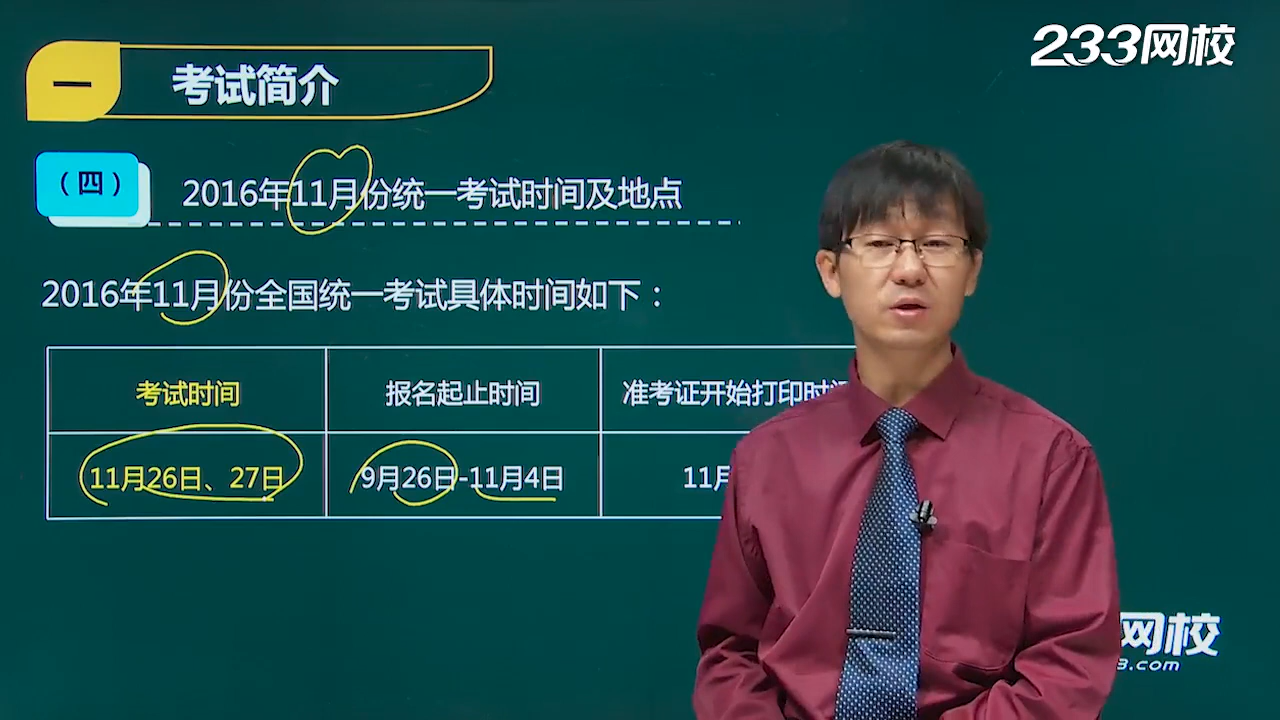 233网校
一 考试简介
（四） 2016年11月份统一考试时间及地点
2016年11月份全国统一考试具体时间如下：
考试时间 报名起止时间 准考证开始打印时
11月26日、27日 9月26日-11月4日 11月
网校
3.com